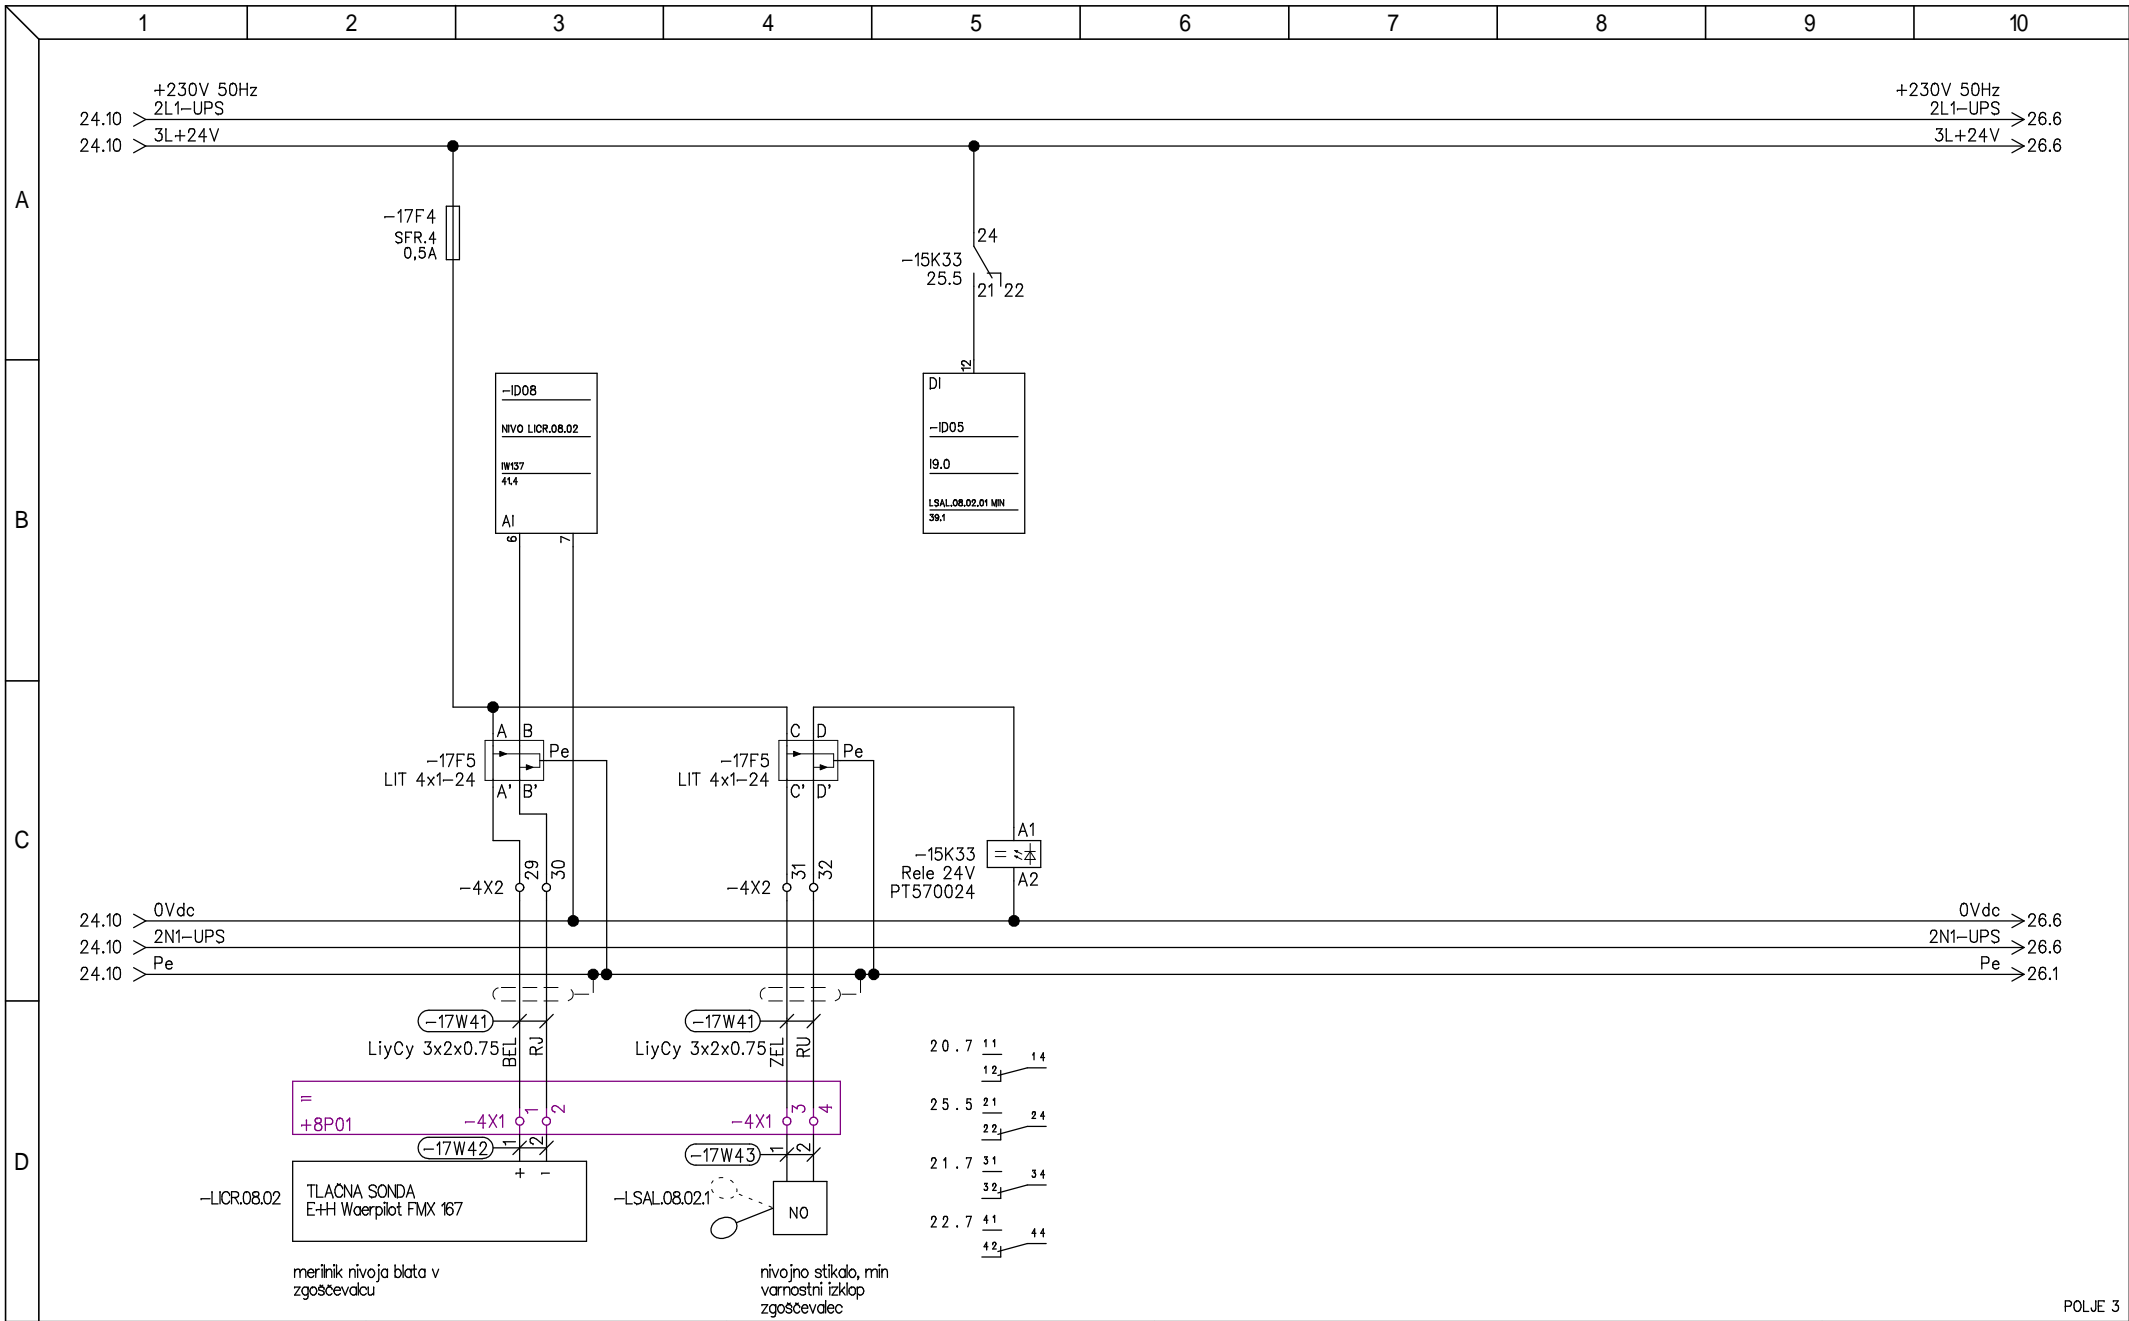 1 2 3 4 5 6 7 8 9 10
A
B
C
D
+230V 50Hz
24.10 2L1-UPS
24.10 3L+24V
+230V 50Hz
2L1-UPS 26.6
3L+24V 26.6
-17F4
SFR.4
0,5A
24
-15K33
25.5
21 22
-ID08
NIVO LICR.08.02
IW137
41.4
AI
6 7
12
DI
-ID05
I9.0
LSAL.08.02.01 MIN
39.1
A B
Pe
-17F5
LIT 4x1-24
A' B'
C D
Pe
-17F5
LIT 4x1-24
C' D'
-4X2 29 30
-4X2 31 32
A1
-15K33
Rele 24V
PT570024
A2
24.10 0Vdc
24.10 2N1-UPS
24.10 Pe
0Vdc 26.6
2N1-UPS 26.6
Pe 26.1
-17W41
LiyCy 3x2x0.75
BEL RJ
-17W41
LiyCy 3x2x0.75
ZEL RU
=
+8P01
-4X1 1 2
-4X1 3 4
-17W42 1 2
-17W43 1 2
+ -
-LICR.08.02
TLAČNA SONDA
E+H Waerpilot FMX 167
-LSAL.08.02.1
NO
merilnik nivoja blata v
zgoščevalcu
nivojno stikalo, min
varnostni izklop
zgoščevalec
20.7 11
12 14
25.5 21
22 24
21.7 31
32 34
22.7 41
42 44
POLJE 3